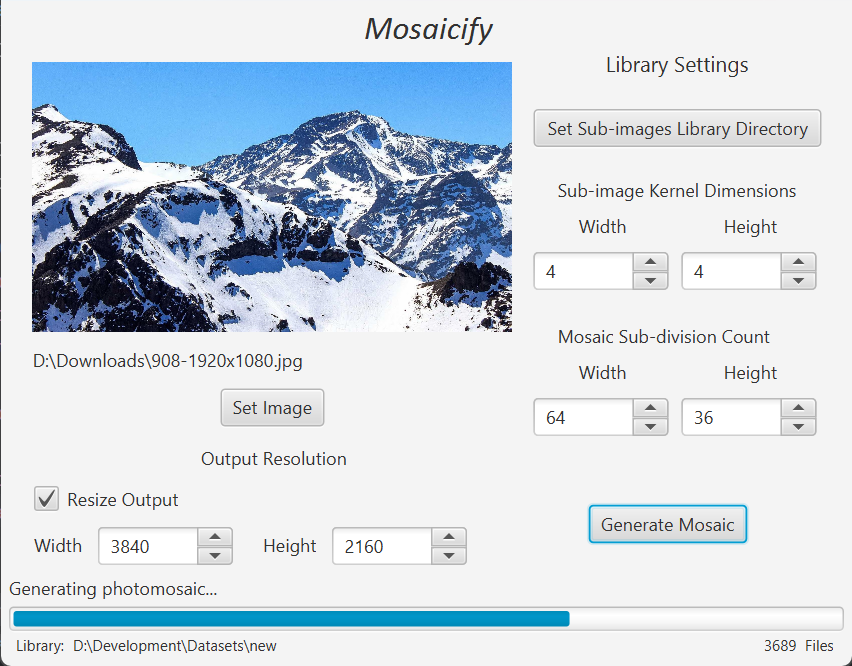 Mosaicify
Library Settings
Set Sub-images Library Directory
Sub-image Kernel Dimensions
Width Height
4 4
Mosaic Sub-division Count
Width Height
64 36
Generate Mosaic
D:\Downloads\908-1920x1080.jpg
Set Image
Output Resolution
Resize Output
Width 3840 Height 2160
Generating photomosaic...
Library: D:\Development\Datasets\new 3689 Files